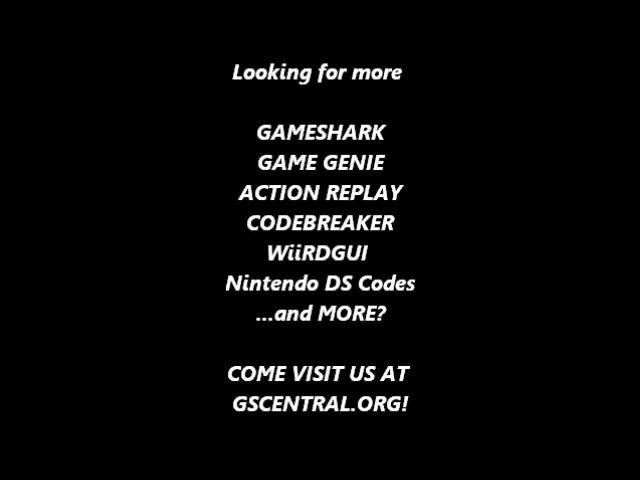 Looking for more
GAMESHARK
GAME GENIE
ACTION REPLAY
CODEBREAKER
WiiRDGUI
Nintendo DS Codes
...and MORE?
COME VISIT US AT
GSCENTRAL.ORG!